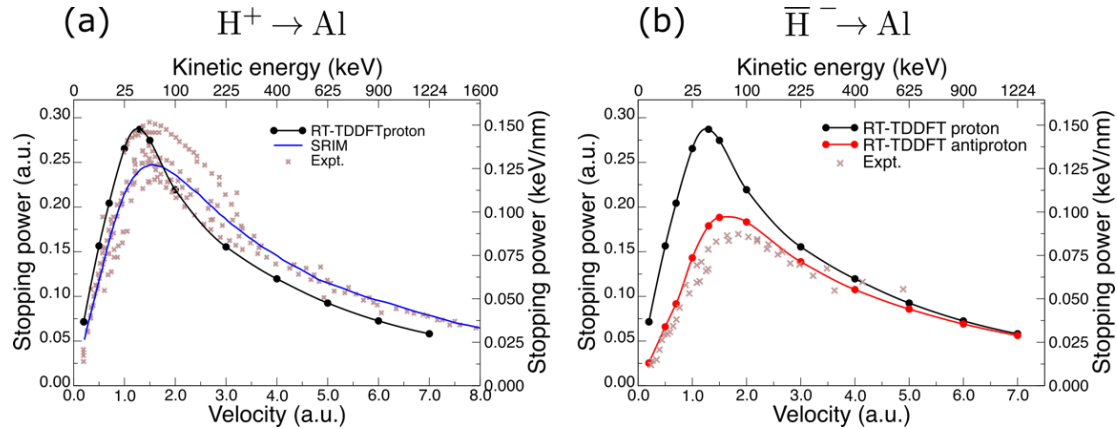 (a) H⁺ → Al
Kinetic energy (keV)
0 25 100 225 400 625 900 1224 1600
0.30
0.25
0.20
0.15
0.10
0.05
0.00
Stopping power (a.u.)
RT-TDDFTproton
SRIM
Expt.
0.150
0.125
0.100
0.075
0.050
0.025
0.000
Stopping power (keV/nm)
0.0 1.0 2.0 3.0 4.0 5.0 6.0 7.0 8.0
Velocity (a.u.)
(b) H̅⁻ → Al
Kinetic energy (keV)
0 25 100 225 400 625 900 1224
0.30
0.25
0.20
0.15
0.10
0.05
0.00
Stopping power (a.u.)
RT-TDDFT proton
RT-TDDFT antiproton
Expt.
0.150
0.125
0.100
0.075
0.050
0.025
0.000
Stopping power (keV/nm)
0.0 1.0 2.0 3.0 4.0 5.0 6.0 7.0
Velocity (a.u.)